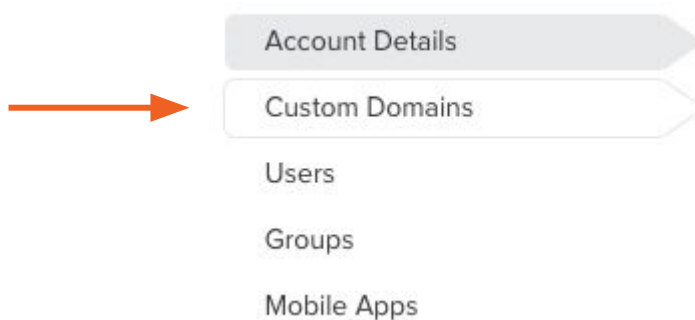 Account Details
Custom Domains
Users
Groups
Mobile Apps